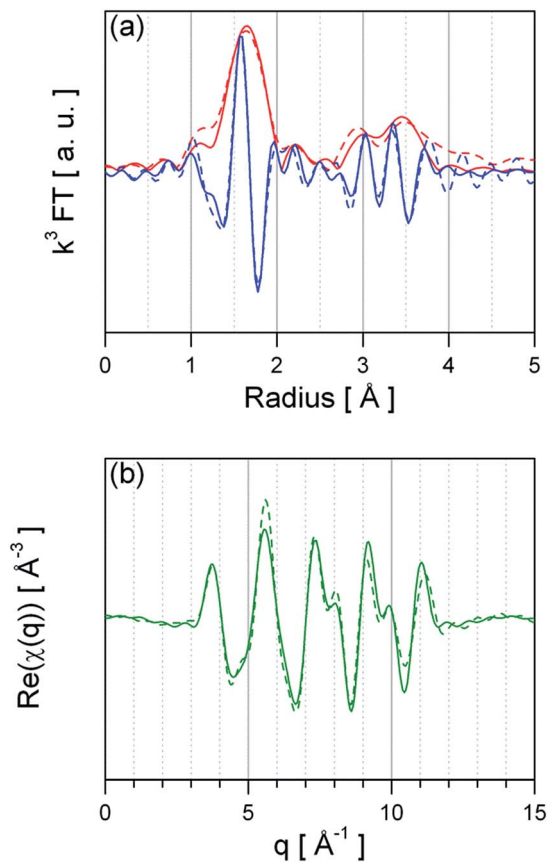 (a)
k³ FT [ a. u. ]
0 1 2 3 4 5
Radius [ Å ]
(b)
Re(χ(q)) [ Å⁻³ ]
0 5 10 15
q [ Å⁻¹ ]